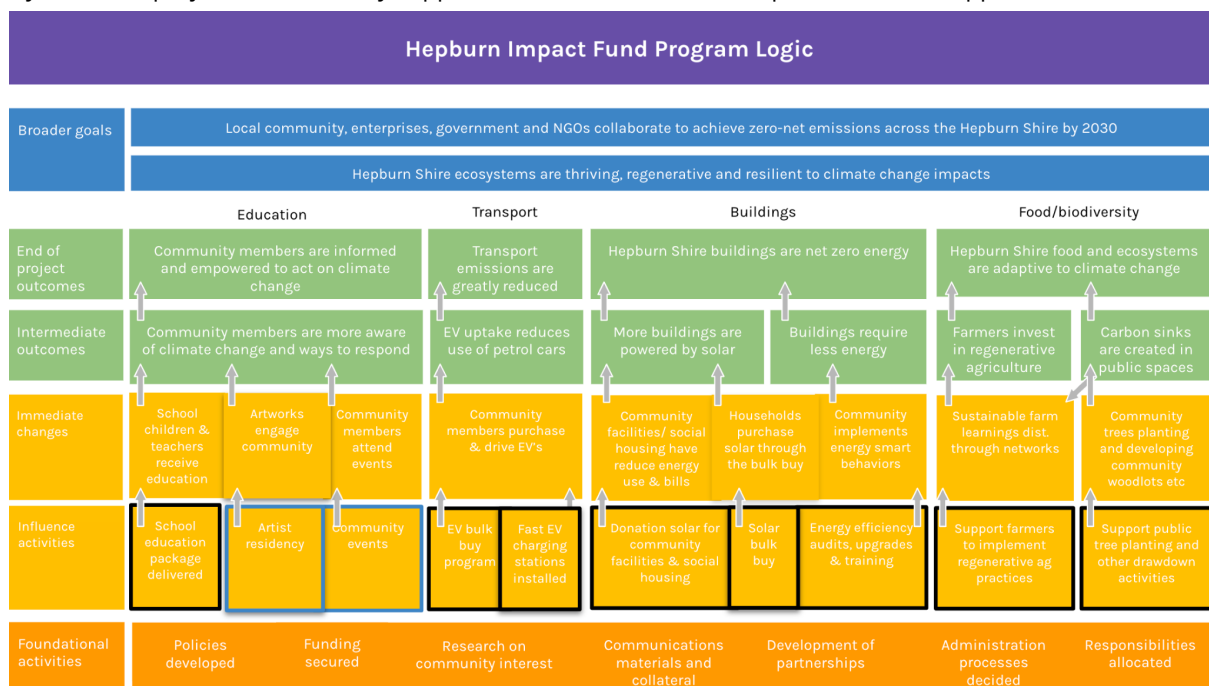 Hepburn Impact Fund Program Logic
Broader goals
Local community, enterprises, government and NGOs collaborate to achieve zero-net emissions across the Hepburn Shire by 2030
Hepburn Shire ecosystems are thriving, regenerative and resilient to climate change impacts
Education
Transport
Buildings
Food/biodiversity
End of
project
outcomes
Community members are informed
and empowered to act on climate
change
Transport
emissions are
greatly reduced
Hepburn Shire buildings are net zero energy
Hepburn Shire food and ecosystems
are adaptive to climate change
Intermediate
outcomes
Community members are more aware
of climate change and ways to respond
EV uptake reduces
use of petrol cars
More buildings are
powered by solar
Buildings require
less energy
Farmers invest
in regenerative
agriculture
Carbon sinks
are created in
public spaces
Immediate
changes
School
children &
teachers
receive
education
Artworks
engage
community
Community
members
attend
events
Community
members purchase
& drive EV's
Community
facilities/ social
housing have
reduce energy
use & bills
Households
purchase
solar through
the bulk buy
Community
implements
energy smart
behaviors
Sustainable farm
learnings dist.
through networks
Community
trees planting
and developing
community
woodlots etc
Influence
activities
School
education
package
delivered
Artist
residency
Community
events
EV bulk
buy
program
Fast EV
charging
stations
installed
Donation solar for
community
facilities & social
housing
Solar
bulk
buy
Energy efficiency
audits, upgrades
& training
Support farmers
to implement
regenerative ag
practices
Support public
tree planting and
other drawdown
activities
Foundational
activities
Policies
developed
Funding
secured
Research on
community interest
Communications
materials and
collateral
Development of
partnerships
Administration
processes
decided
Responsibilities
allocated